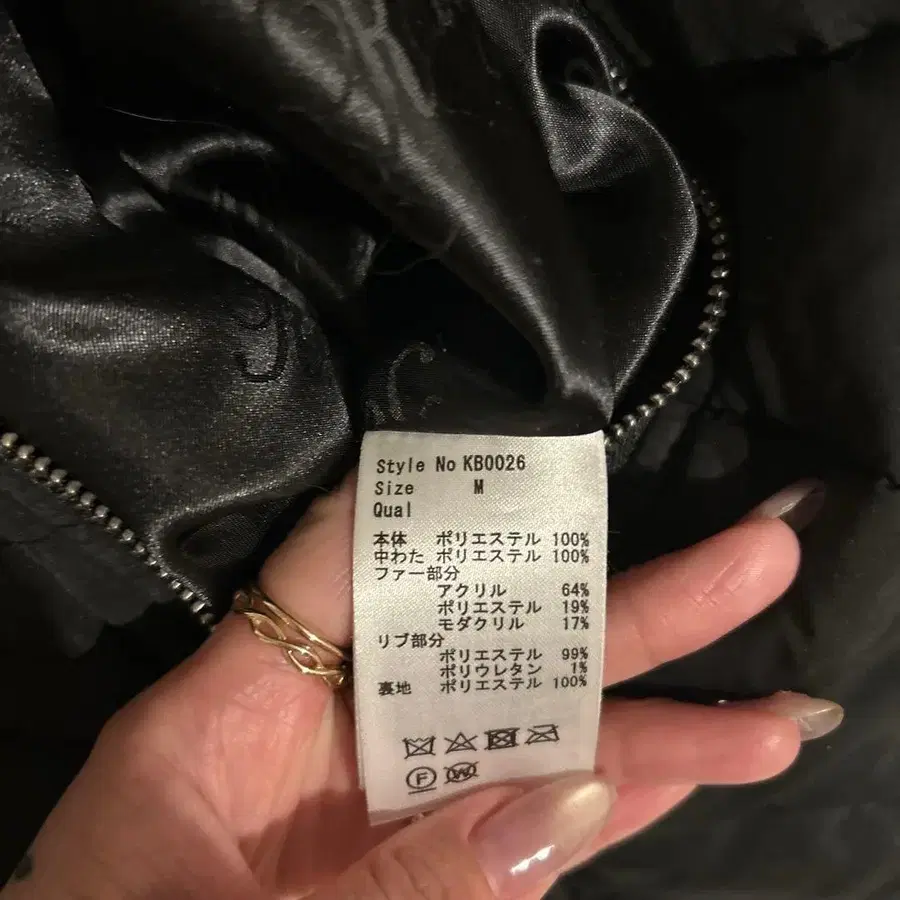 Style No KB0026
Size M
Qual
本体 ポリエステル 100%
中わた ポリエステル 100%
ファー部分
アクリル 64%
ポリエステル 19%
モダクリル 17%
リブ部分
ポリエステル 99%
ポリウレタン 1%
裏地 ポリエステル 100%
F W